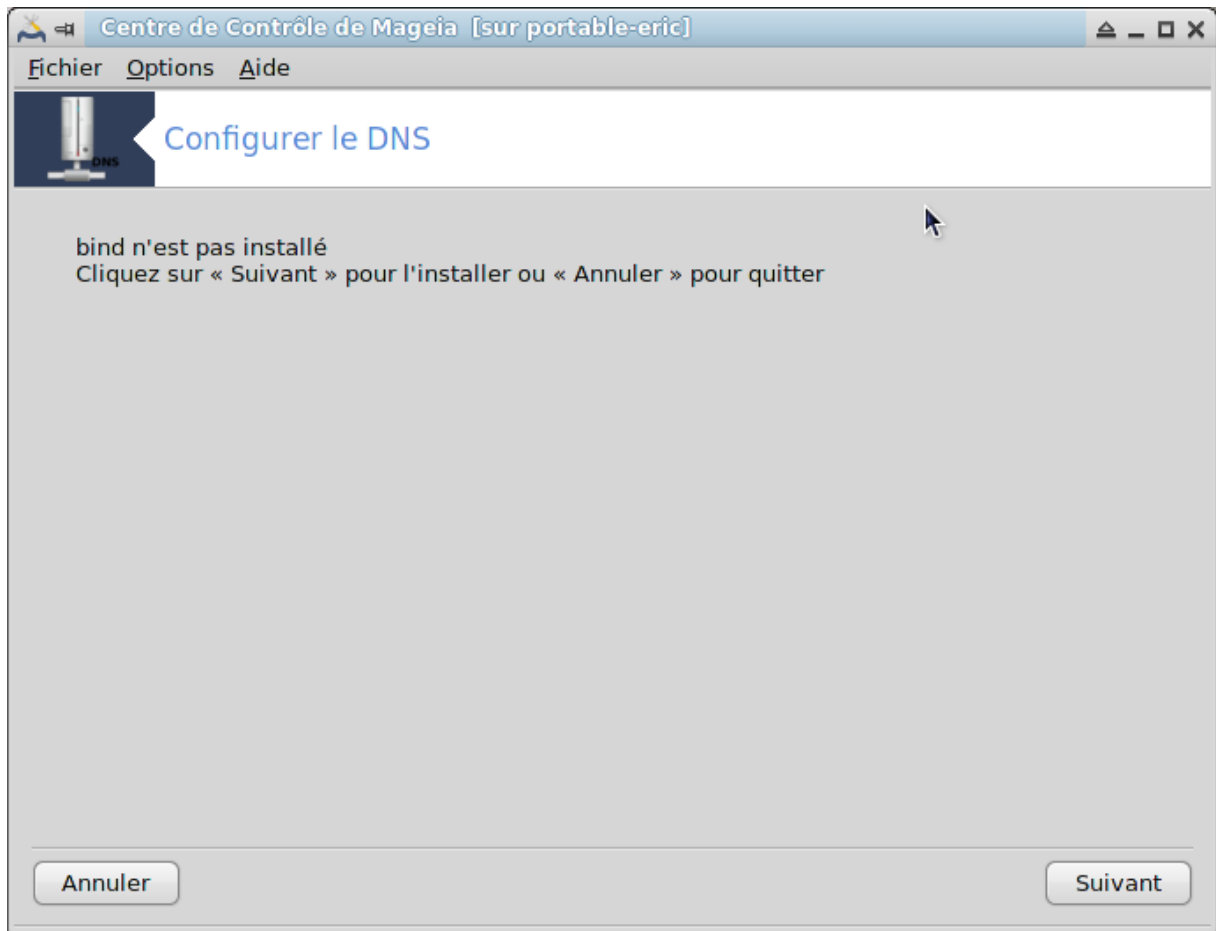 Centre de Contrôle de Mageia [sur portable-eric]
Fichier Options Aide
DNS
Configurer le DNS
bind n'est pas installé
Cliquez sur « Suivant » pour l'installer ou « Annuler » pour quitter
Annuler Suivant